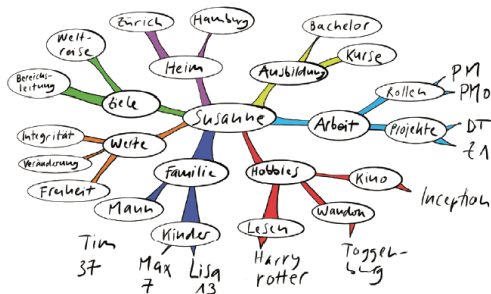 Zürich
Hamburg
Heim
Bachelor
Kurse
Ausbildung
Welt-
reise
Bereichs-
leitung
Ziele
Susanne
Arbeit
Rollen
PM
PMO
Projekte
DT
Z1
Integrität
Veränderung
Freiheit
Werte
Familie
Mann
Tim
37
Kinder
Max
7
Lisa
13
Hobbies
Kino
Inception
Wandern
Toggen-
burg
Lesen
Harry
Potter